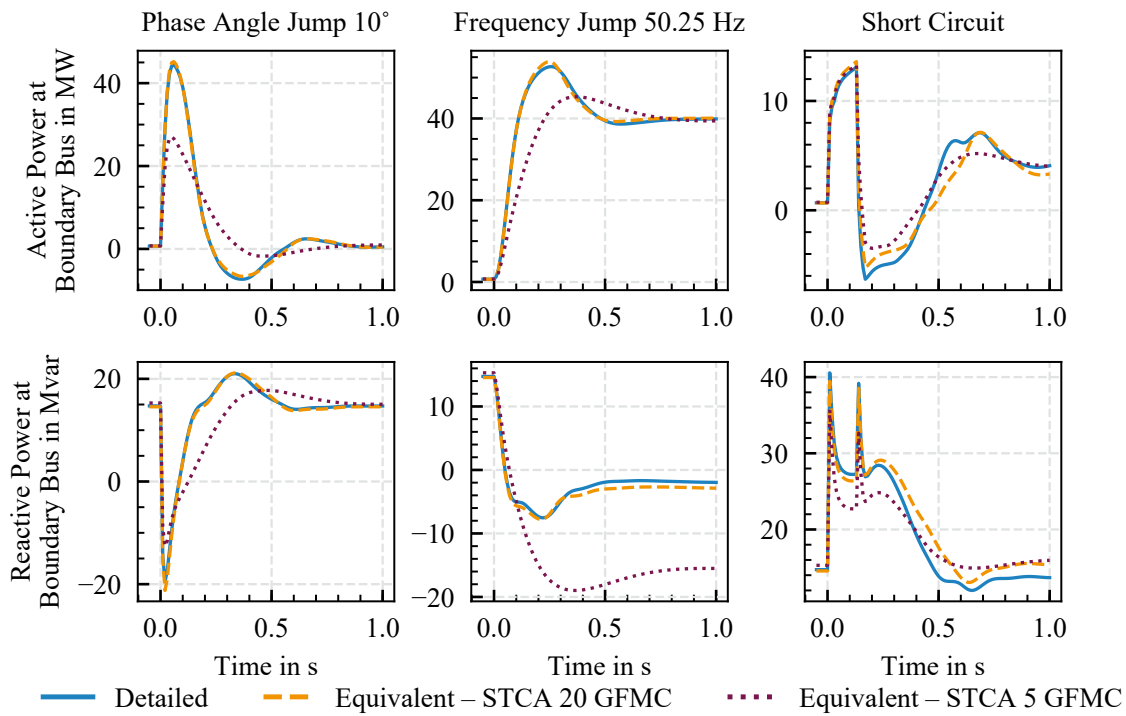 Phase Angle Jump 10° Frequency Jump 50.25 Hz Short Circuit
Active Power at
Boundary Bus in MW
40
20
0
0.0 0.5 1.0
40
20
0
0.0 0.5 1.0
10
0
0.0 0.5 1.0
Reactive Power at
Boundary Bus in Mvar
20
0
−20
0.0 0.5 1.0
Time in s
10
0
−10
−20
0.0 0.5 1.0
Time in s
40
30
20
0.0 0.5 1.0
Time in s
Detailed Equivalent – STCA 20 GFMC Equivalent – STCA 5 GFMC